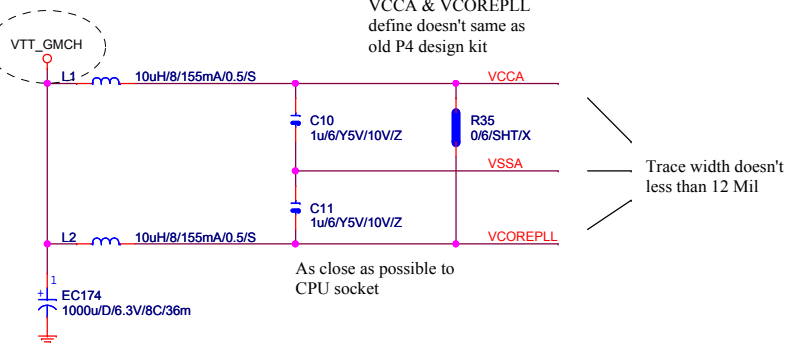 VCCA & VCOREPLL
define doesn't same as
old P4 design kit
VTT_GMCH
L1
10uH/8/155mA/0.5/S
VCCA
C10
1u/6/Y5V/10V/Z
R35
0/6/SHT/X
VSSA
Trace width doesn't
less than 12 Mil
C11
1u/6/Y5V/10V/Z
L2
10uH/8/155mA/0.5/S
VCOREPLL
As close as possible to
CPU socket
1
+
EC174
1000u/D/6.3V/8C/36m